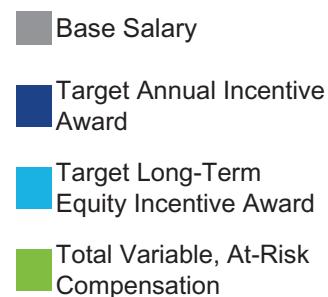 Base Salary
Target Annual Incentive
Award
Target Long-Term
Equity Incentive Award
Total Variable, At-Risk
Compensation